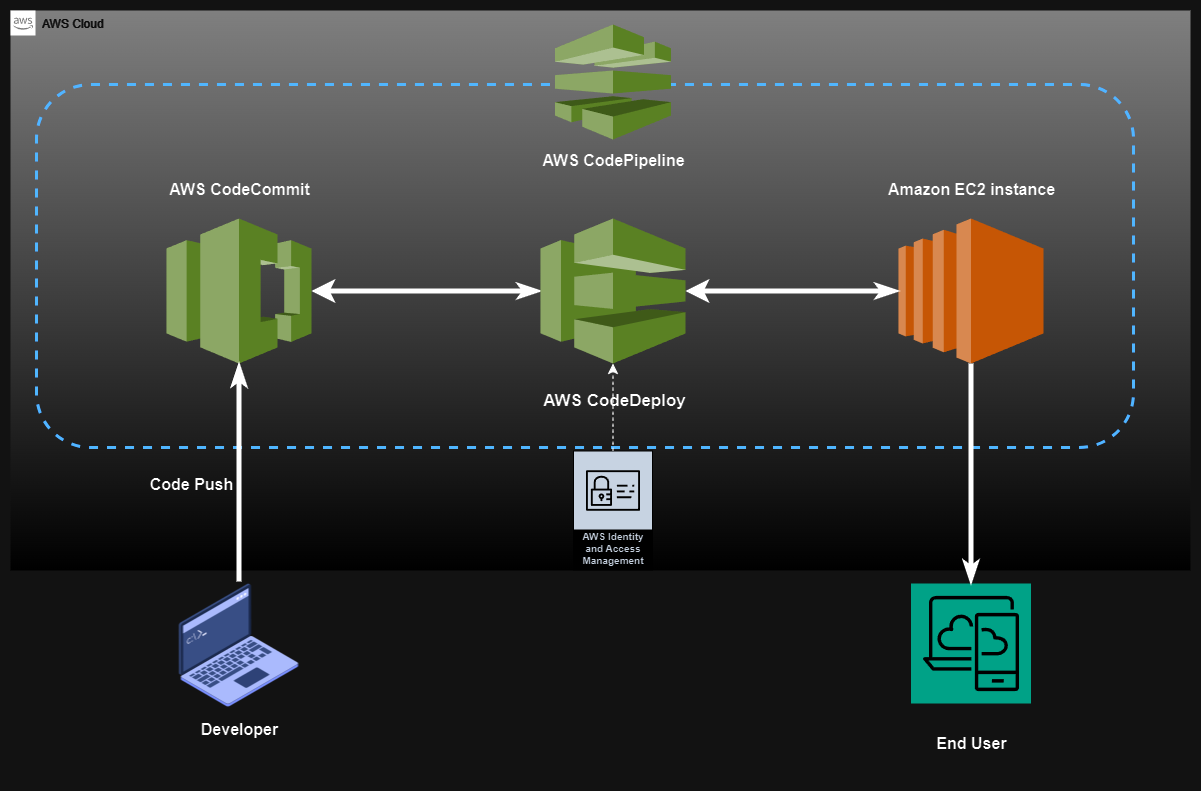 aws
AWS Cloud
AWS CodePipeline
AWS CodeCommit
Amazon EC2 instance
AWS CodeDeploy
Code Push
AWS Identity
and Access
Management
C:\>_
Developer
End User